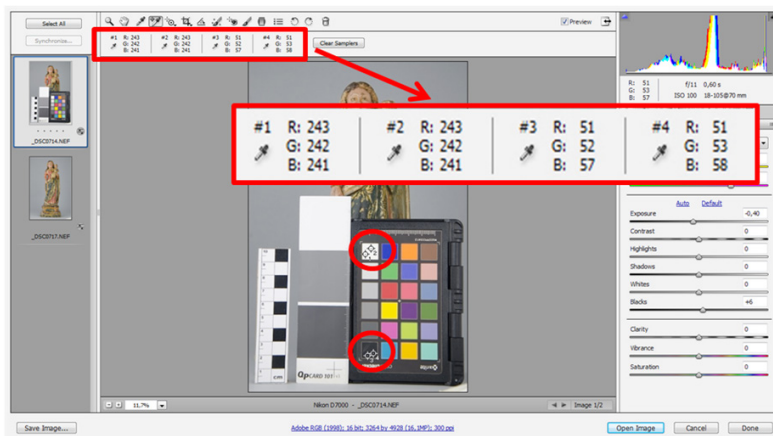 Select All
Synchronize...
Preview
#1 R: 243 #2 R: 243 #3 R: 51 #4 R: 51
G: 242 G: 242 G: 52 G: 53
B: 241 B: 241 B: 57 B: 58
Clear Samplers
_DSC0714.NEF
_DSC0717.NEF
#1 R: 243 #2 R: 243 #3 R: 51 #4 R: 51
G: 242 G: 242 G: 52 G: 53
B: 241 B: 241 B: 57 B: 58
QPCARD 101
R: 51 f/11 0,60 s
G: 53
B: 57 ISO 100 18-105@70 mm
Auto Default
Exposure -0,40
Contrast 0
Highlights 0
Shadows 0
Whites 0
Blacks +6
Clarity 0
Vibrance 0
Saturation 0
11.7% Nikon D7000 - _DSC0714.NEF Image 1/2
Save Image... Adobe RGB (1998); 16 bit; 3264 by 4928 (16,1MP); 300 ppi Open Image Cancel Done